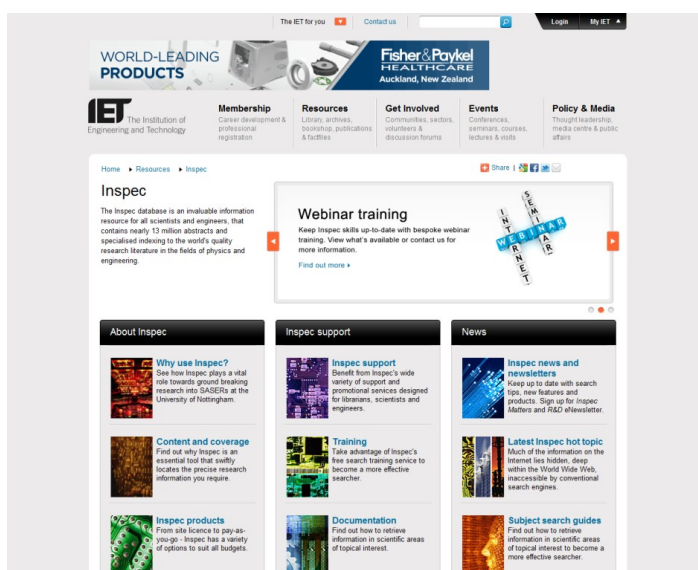 The IET for you
Contact us
Login
My IET
WORLD-LEADING
PRODUCTS
Fisher&Paykel
HEALTHCARE
Auckland, New Zealand
IET
The Institution of
Engineering and Technology
Membership
Career development &
professional
registration
Resources
Library, archives,
bookshop, publications
& factfiles
Get Involved
Communities, sectors,
volunteers &
discussion forums
Events
Conferences,
seminars, courses,
lectures & visits
Policy & Media
Thought leadership,
media centre & public
affairs
Home Resources Inspec
Share |
Inspec
The Inspec database is an invaluable information
resource for all scientists and engineers, that
contains nearly 13 million abstracts and
specialised indexing to the world's quality
research literature in the fields of physics and
engineering.
Webinar training
Keep Inspec skills up-to-date with bespoke webinar
training. View what's available or contact us for
more information.
Find out more
INTERNET
WEBINAR
SEMINAR
About Inspec
Why use Inspec?
See how Inspec plays a vital
role towards ground breaking
research into SASERs at the
University of Nottingham.
Content and coverage
Find out why Inspec is an
essential tool that swiftly
locates the precise research
information you require.
Inspec products
From site licence to pay-as-
you-go - Inspec has a variety
of options to suit all budgets.
Inspec support
Inspec support
Benefit from Inspec's wide
variety of support and
promotional services designed
for librarians, scientists and
engineers.
Training
Take advantage of Inspec's
free search training service to
become a more effective
searcher.
Documentation
Find out how to retrieve
information in scientific areas
of topical interest.
News
Inspec news and
newsletters
Keep up to date with search
tips, new features and
products. Sign up for Inspec
Matters and R&D eNewsletter.
Latest Inspec hot topic
Much of the information on the
Internet lies hidden, deep
within the World Wide Web,
inaccessible by conventional
search engines.
Subject search guides
Find out how to retrieve
information in scientific areas
of topical interest to become a
more effective searcher.